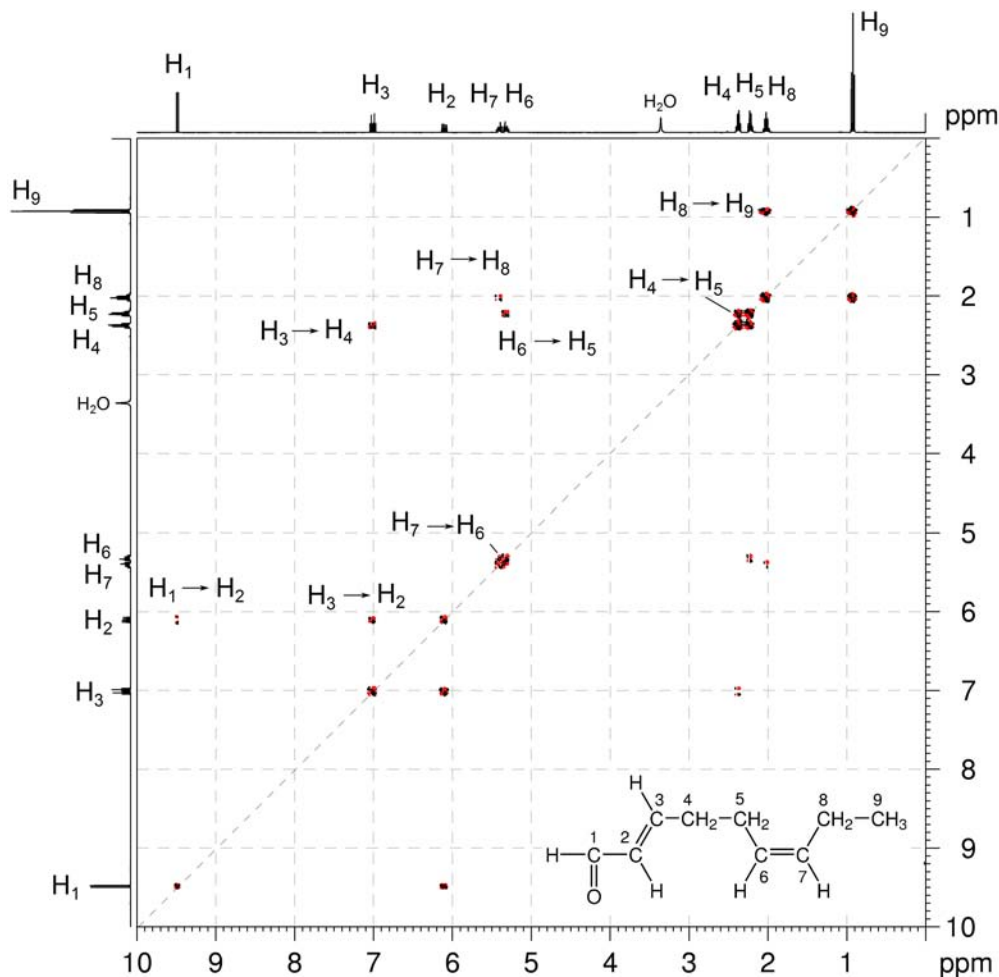 H₉
H₁
H₃
H₂
H₇ H₆
H₂O
H₄ H₅ H₈
ppm
H₉
H₈ → H₉
1
H₇ → H₈
H₈
H₄ → H₅
2
H₅
H₃ → H₄
H₆ → H₅
H₄
3
H₂O
4
H₇ → H₆
5
H₆
H₇
H₁ → H₂
H₃ → H₂
H₂
6
H₃
7
8
H
3 4 5 8 9
C CH₂ CH₂ CH₂ CH₃
1 2
H C C C C
9
O H H 6 7 H
H₁
10
10 9 8 7 6 5 4 3 2 1 ppm